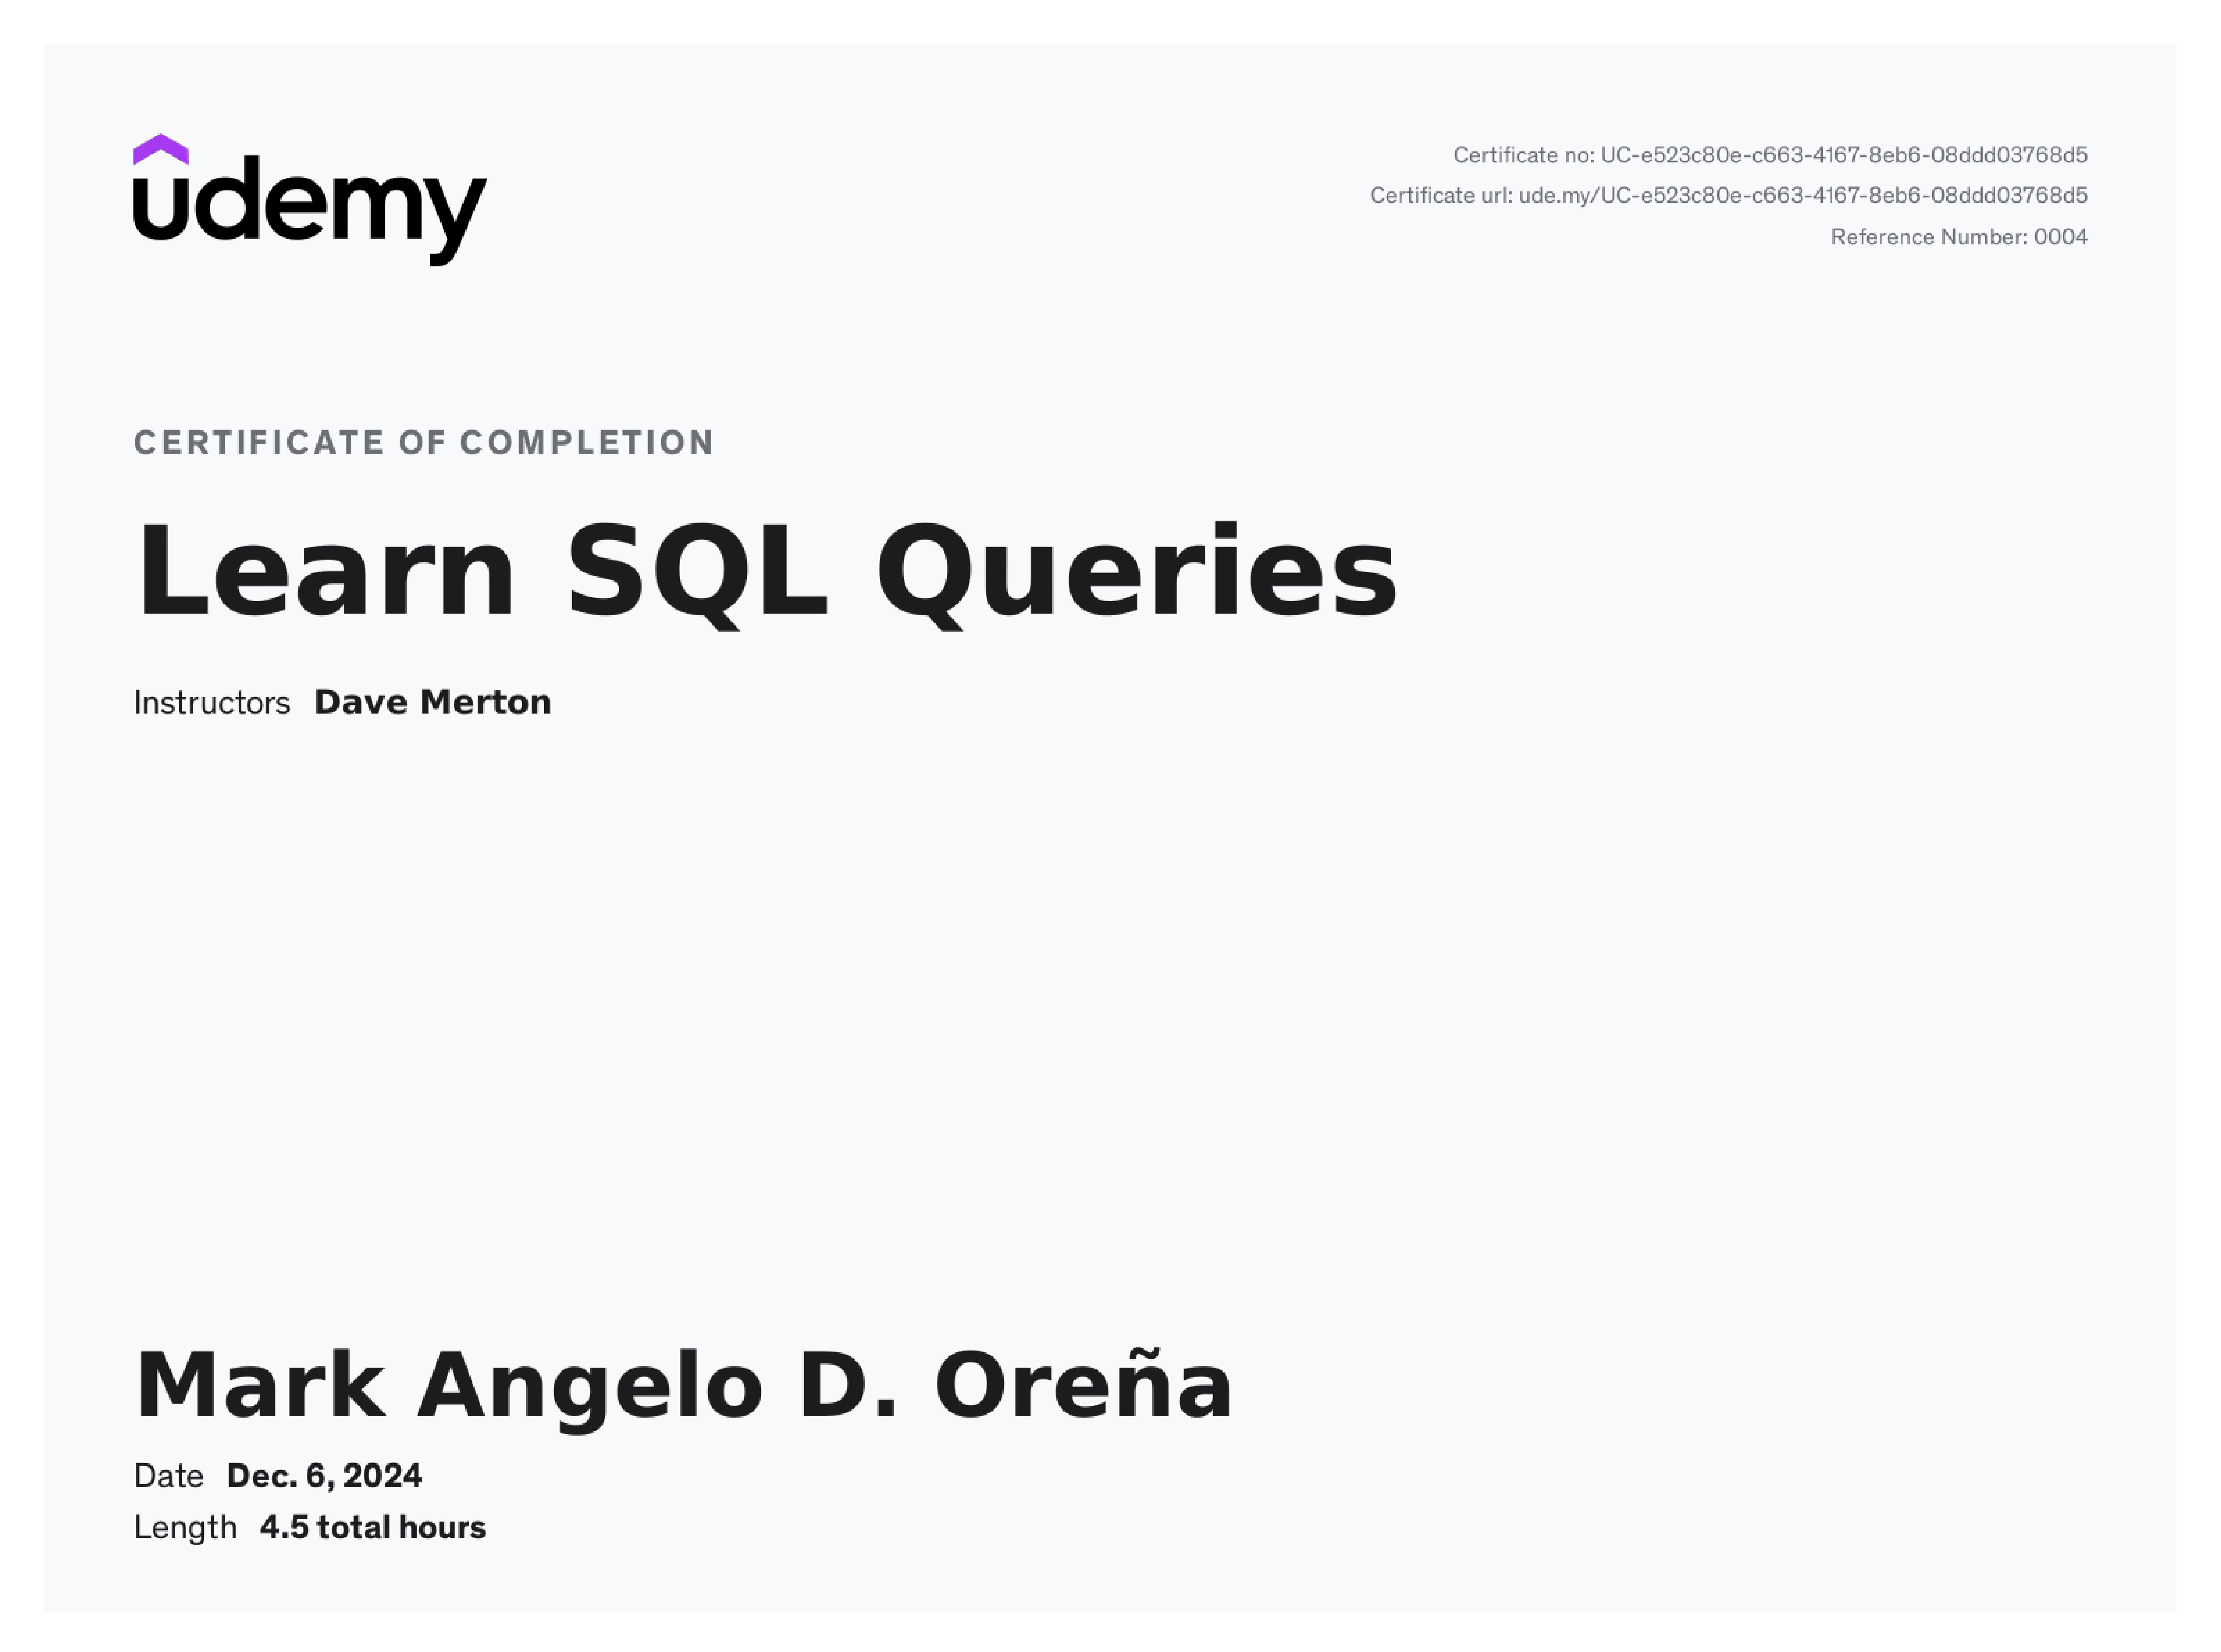 udemy
Certificate no: UC-e523c80e-c663-4167-8eb6-08ddd03768d5
Certificate url: ude.my/UC-e523c80e-c663-4167-8eb6-08ddd03768d5
Reference Number: 0004
CERTIFICATE OF COMPLETION
Learn SQL Queries
Instructors Dave Merton
Mark Angelo D. Oreña
Date Dec. 6, 2024
Length 4.5 total hours